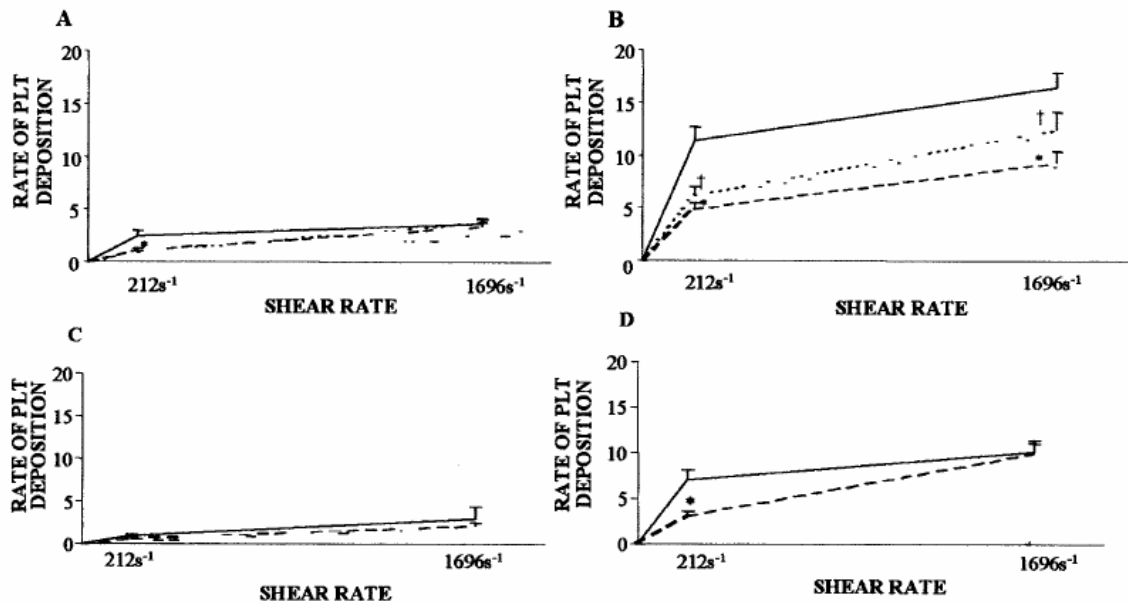 A
RATE OF PLT
DEPOSITION
20
15
10
5
0
212s⁻¹
1696s⁻¹
SHEAR RATE
B
RATE OF PLT
DEPOSITION
20
15
10
5
0
†
*
†
*
212s⁻¹
1696s⁻¹
SHEAR RATE
C
RATE OF PLT
DEPOSITION
20
15
10
5
0
212s⁻¹
1696s⁻¹
SHEAR RATE
D
RATE OF PLT
DEPOSITION
20
15
10
5
0
*
212s⁻¹
1696s⁻¹
SHEAR RATE